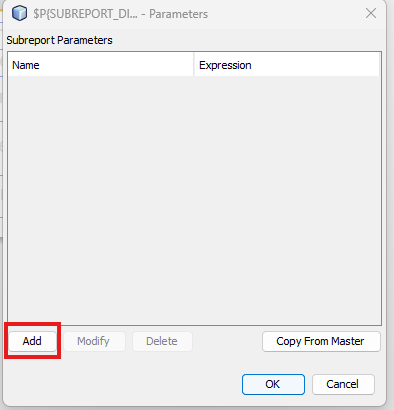 $P{SUBREPORT_DI... - Parameters
Subreport Parameters
Name Expression
Add Modify Delete Copy From Master
OK Cancel